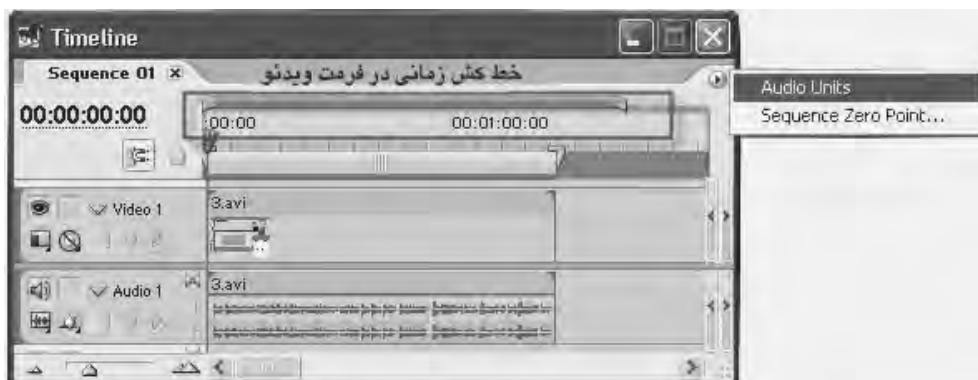 Timeline
Sequence 01
خط کش زمانی در فرمت ویدئو
Audio Units
Sequence Zero Point...
00:00:00:00
:00:00
00:01:00:00
Video 1
3.avi
Audio 1
3.avi